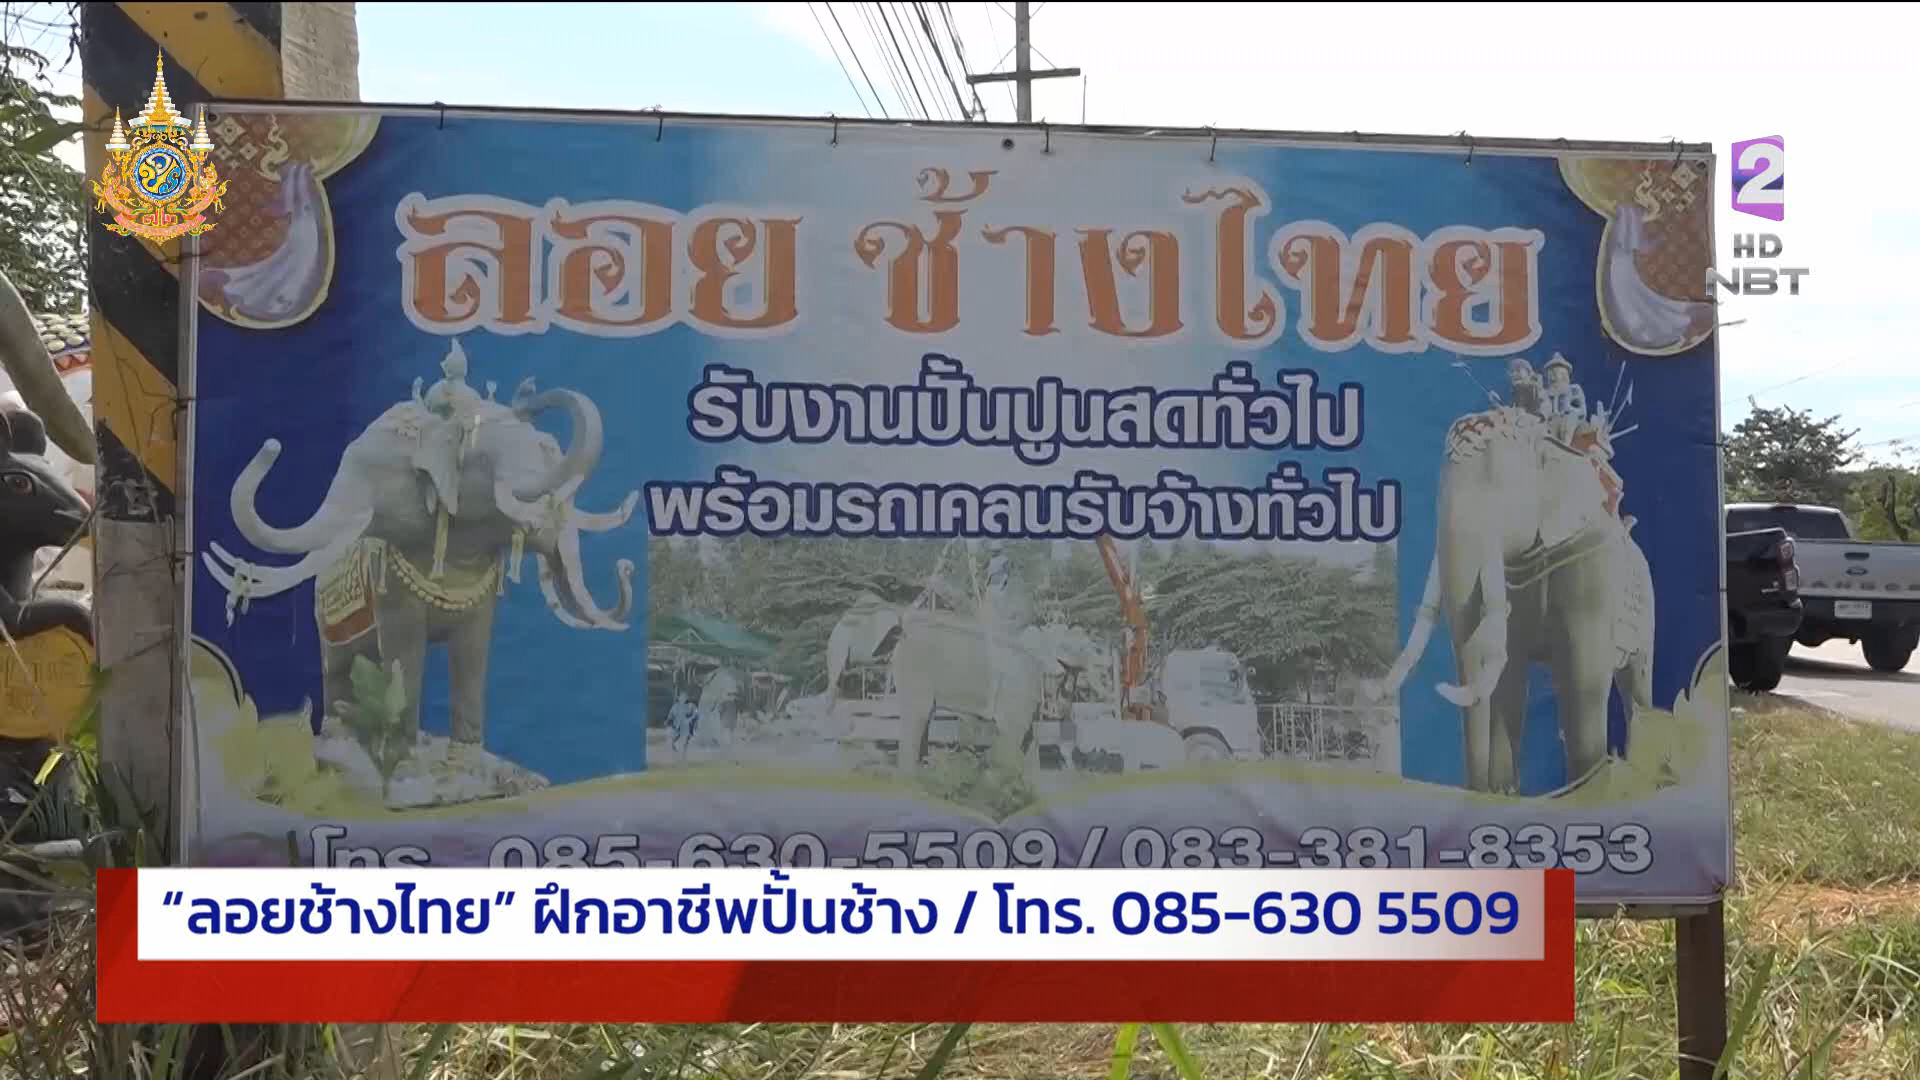 ลอย ช้างไทย
รับงานปั้นปูนสดทั่วไป
พร้อมรถเคลนรับจ้างทั่วไป
โทร. 085-630-5509 / 083-381-8353
2
HD
NBT
“ลอยช้างไทย” ฝึกอาชีพปั้นช้าง / โทร. 085-630 5509